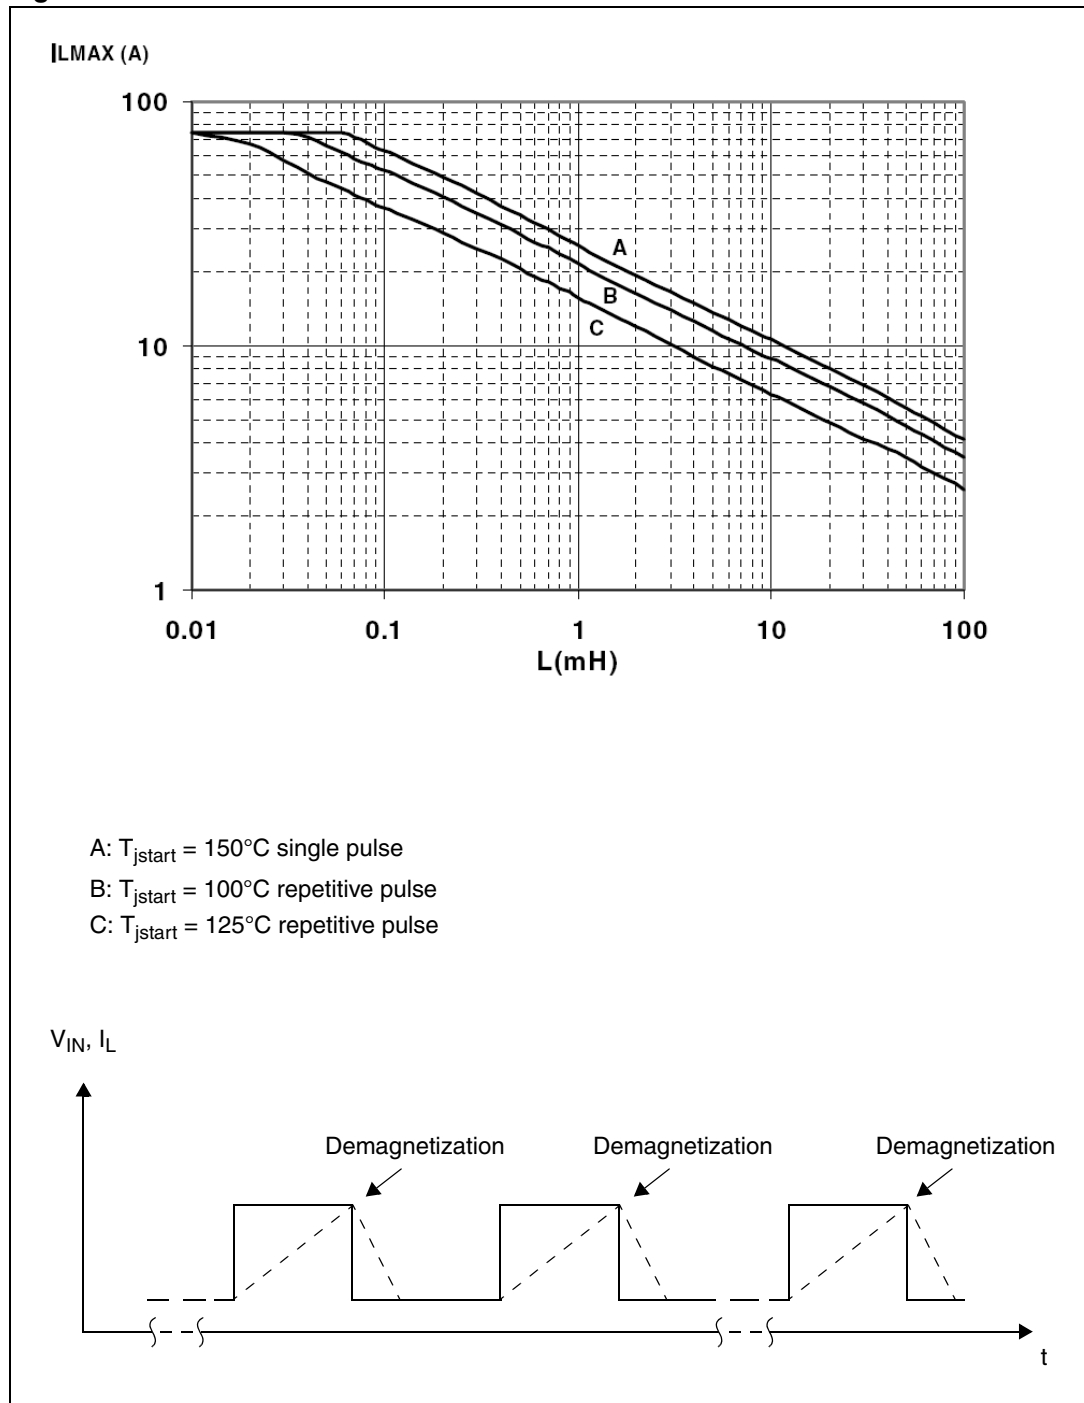 ILMAX (A)
100
10
1
A
B
C
0.01 0.1 1 10 100
L(mH)
A: Tjstart = 150°C single pulse
B: Tjstart = 100°C repetitive pulse
C: Tjstart = 125°C repetitive pulse
VIN, IL
Demagnetization Demagnetization Demagnetization
t